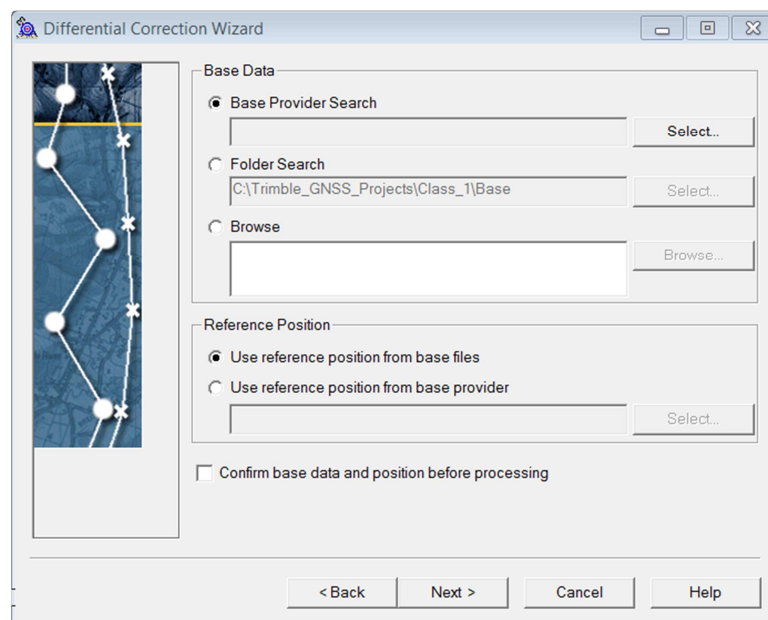 Differential Correction Wizard
Base Data
Base Provider Search
Select...
Folder Search
C:\Trimble_GNSS_Projects\Class_1\Base
Select...
Browse
Browse...
Reference Position
Use reference position from base files
Use reference position from base provider
Select...
Confirm base data and position before processing
< Back Next > Cancel Help